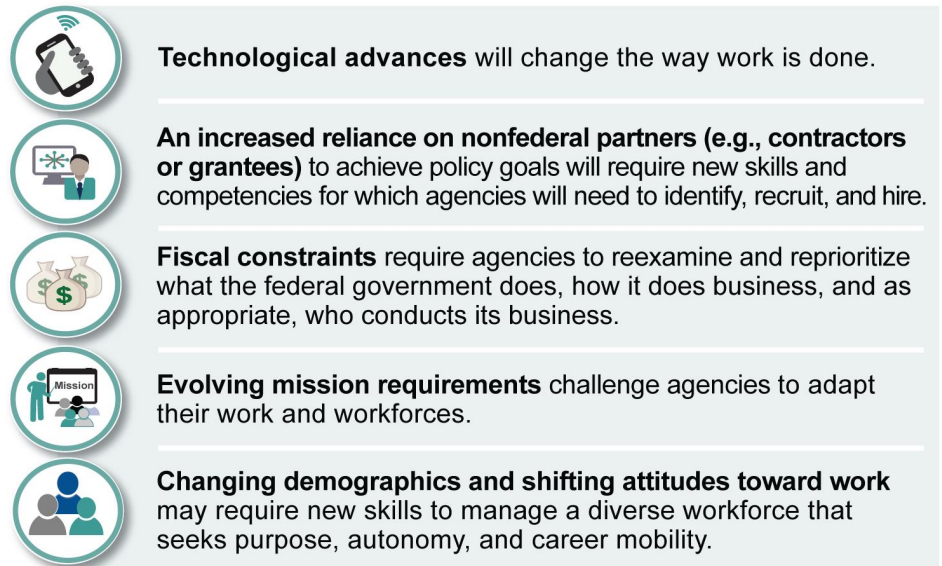 Technological advances will change the way work is done.
An increased reliance on nonfederal partners (e.g., contractors
or grantees) to achieve policy goals will require new skills and
competencies for which agencies will need to identify, recruit, and hire.
$ $ $
Fiscal constraints require agencies to reexamine and reprioritize
what the federal government does, how it does business, and as
appropriate, who conducts its business.
Mission
Evolving mission requirements challenge agencies to adapt
their work and workforces.
Changing demographics and shifting attitudes toward work
may require new skills to manage a diverse workforce that
seeks purpose, autonomy, and career mobility.